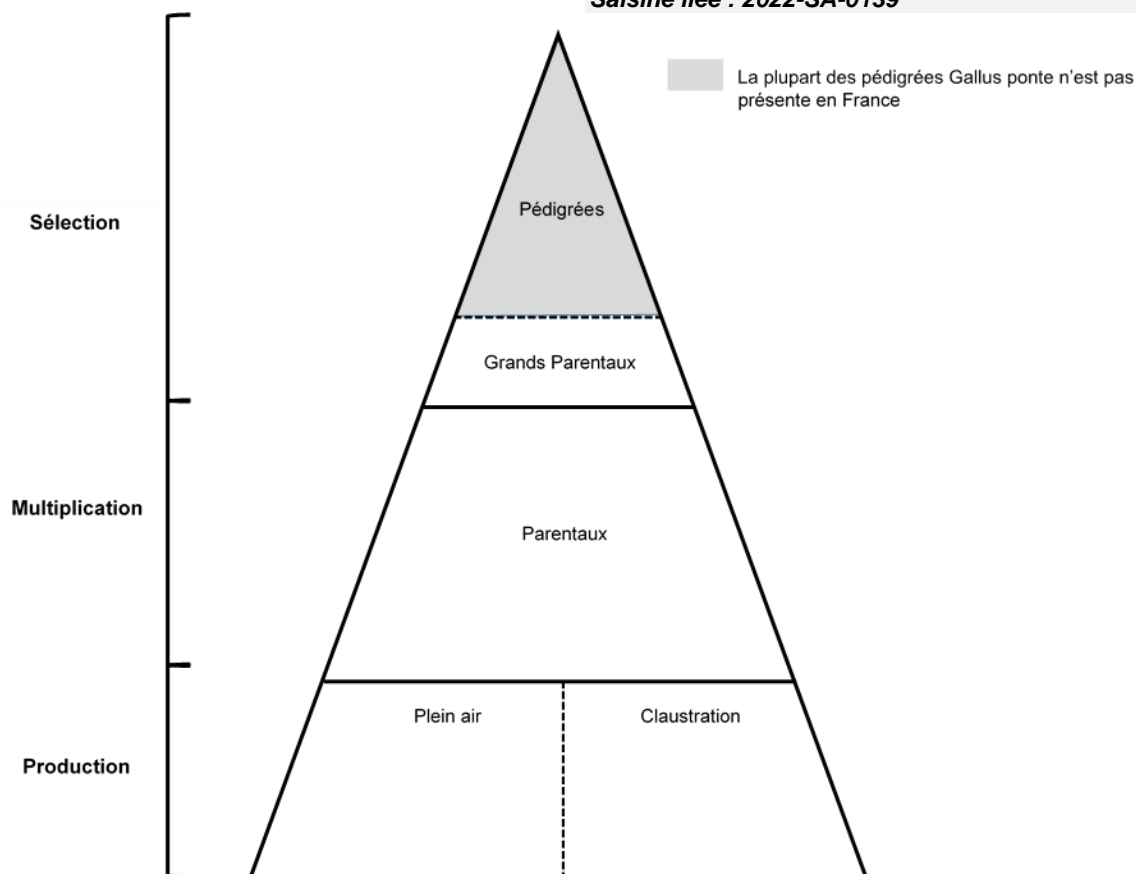 Saisine liée : 2022-SA-0139
La plupart des pédigrées Gallus ponte n'est pas
présente en France
Pédigrées
Sélection
Grands Parentaux
Multiplication
Parentaux
Plein air
Claustration
Production